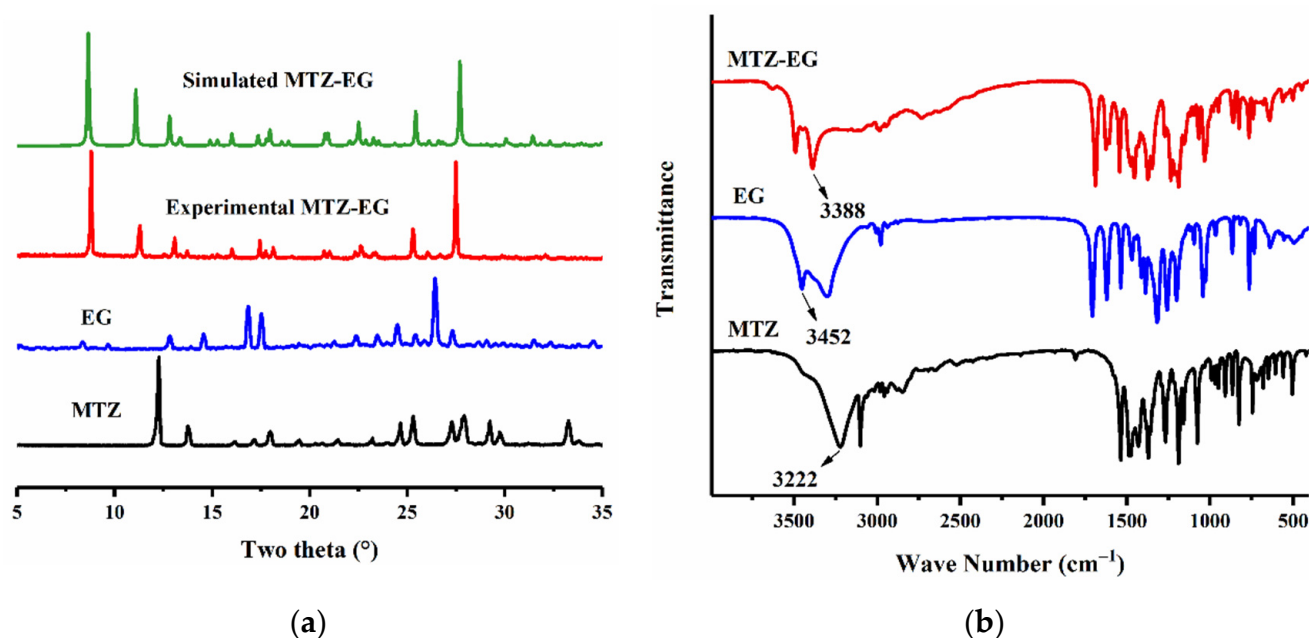 Simulated MTZ-EG
Experimental MTZ-EG
EG
MTZ
5
10
15
20
25
30
35
Two theta (°)
(a)
MTZ-EG
3388
EG
3452
MTZ
3222
Transmittance
3500
3000
2500
2000
1500
1000
500
Wave Number (cm⁻¹)
(b)